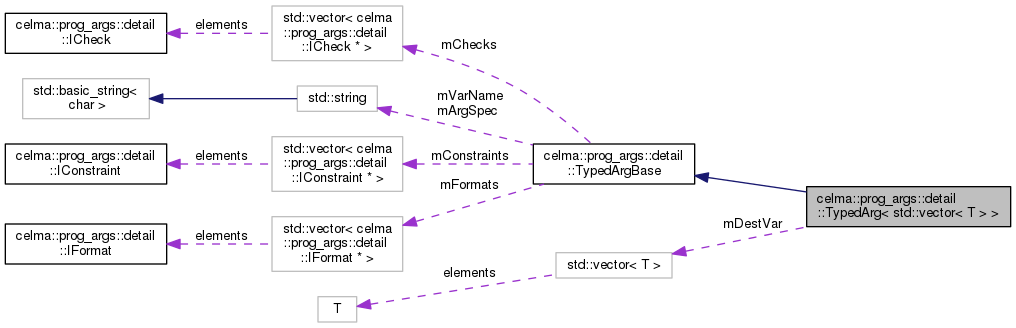 celma::prog_args::detail
::ICheck
elements
std::vector< celma
::prog_args::detail
::ICheck * >
mChecks
std::basic_string<
char >
std::string
mVarName
mArgSpec
celma::prog_args::detail
::IConstraint
elements
std::vector< celma
::prog_args::detail
::IConstraint * >
mConstraints
celma::prog_args::detail
::TypedArgBase
mFormats
celma::prog_args::detail
::IFormat
elements
std::vector< celma
::prog_args::detail
::IFormat * >
celma::prog_args::detail
::TypedArg< std::vector< T > >
mDestVar
std::vector< T >
elements
T